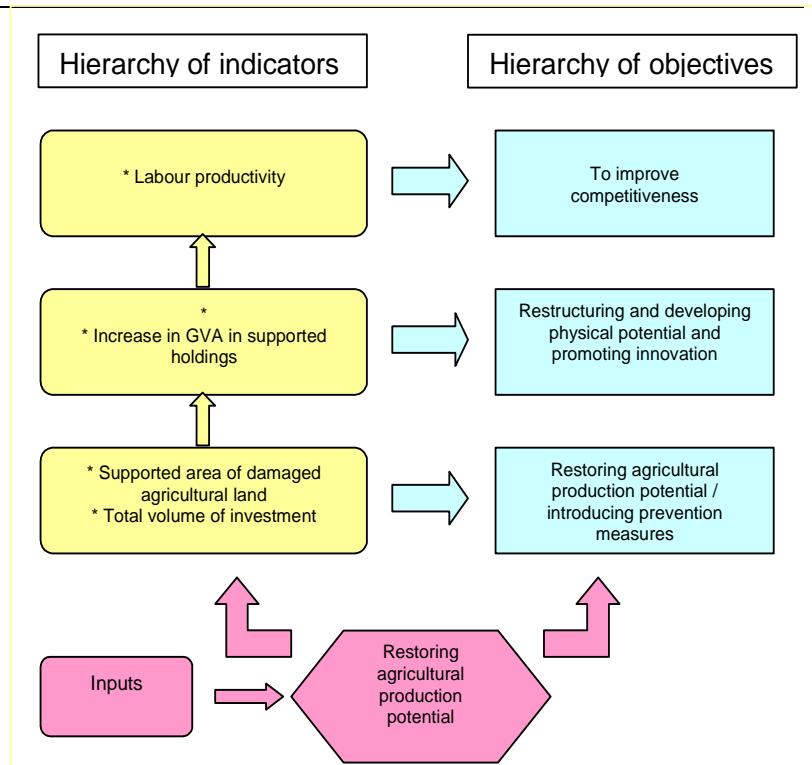 Hierarchy of indicators
Hierarchy of objectives
* Labour productivity
To improve
competitiveness
*
* Increase in GVA in supported
holdings
Restructuring and developing
physical potential and
promoting innovation
* Supported area of damaged
agricultural land
* Total volume of investment
Restoring agricultural
production potential /
introducing prevention
measures
Inputs
Restoring
agricultural
production
potential